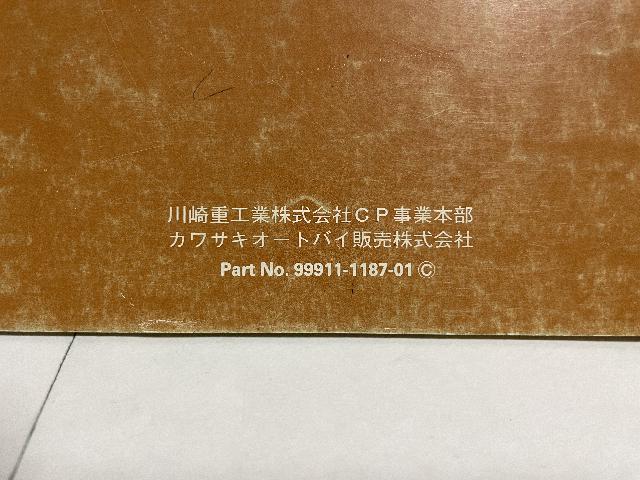 川崎重工業株式会社ＣＰ事業本部
カワサキオートバイ販売株式会社
Part No. 99911-1187-01 ©